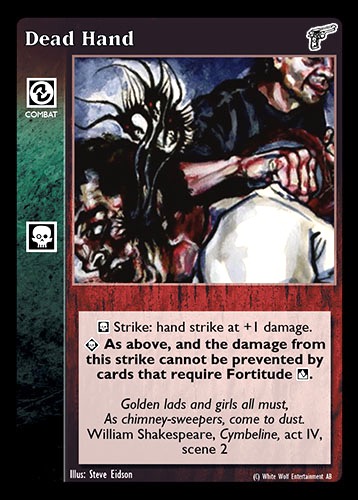 Dead Hand
COMBAT
Strike: hand strike at +1 damage.
As above, and the damage from
this strike cannot be prevented by
cards that require Fortitude .
Golden lads and girls all must,
As chimney-sweepers, come to dust.
William Shakespeare, Cymbeline, act IV,
scene 2
Illus: Steve Eidson
(C) White Wolf Entertainment AB